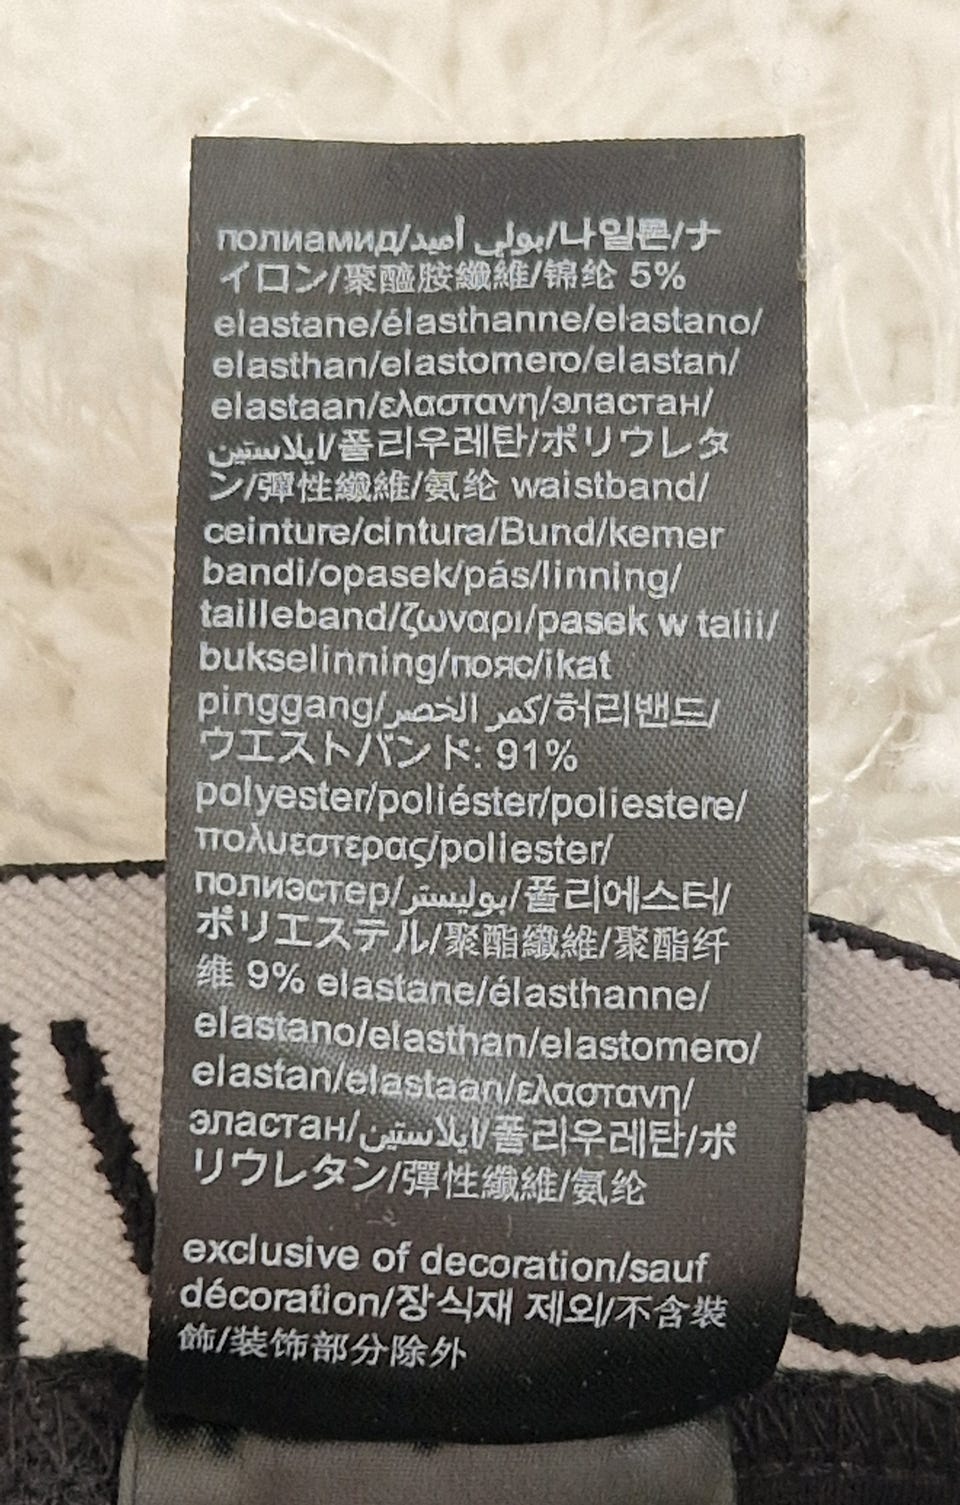 полиамид/بولي أميد/나일론/ナ
イロン/聚醯胺纖維/锦纶 5%
elastane/élasthanne/elastano/
elasthan/elastomero/elastan/
elastaan/ελαστανη/эластан/
ايلاستين/폴리우레탄/ポリウレタ
ン/彈性纖維/氨纶 waistband/
ceinture/cintura/Bund/kemer
bandi/opasek/pás/linning/
tailleband/ζωναρι/pasek w talii/
bukselinning/пояс/ikat
pinggang/كمر الخصر/허리밴드/
ウエストバンド: 91%
polyester/poliéster/poliestere/
πολυεστερας/poliester/
полиэстер/بوليستر/폴리에스터/
ポリエステル/聚酯纖維/聚酯纤
维 9% elastane/élasthanne/
elastano/elasthan/elastomero/
elastan/elastaan/ελαστανη/
эластан/ايلاستين/폴리우레탄/ポ
リウレタン/彈性纖維/氨纶
exclusive of decoration/sauf
décoration/장식재 제외/不含裝
飾/装饰部分除外